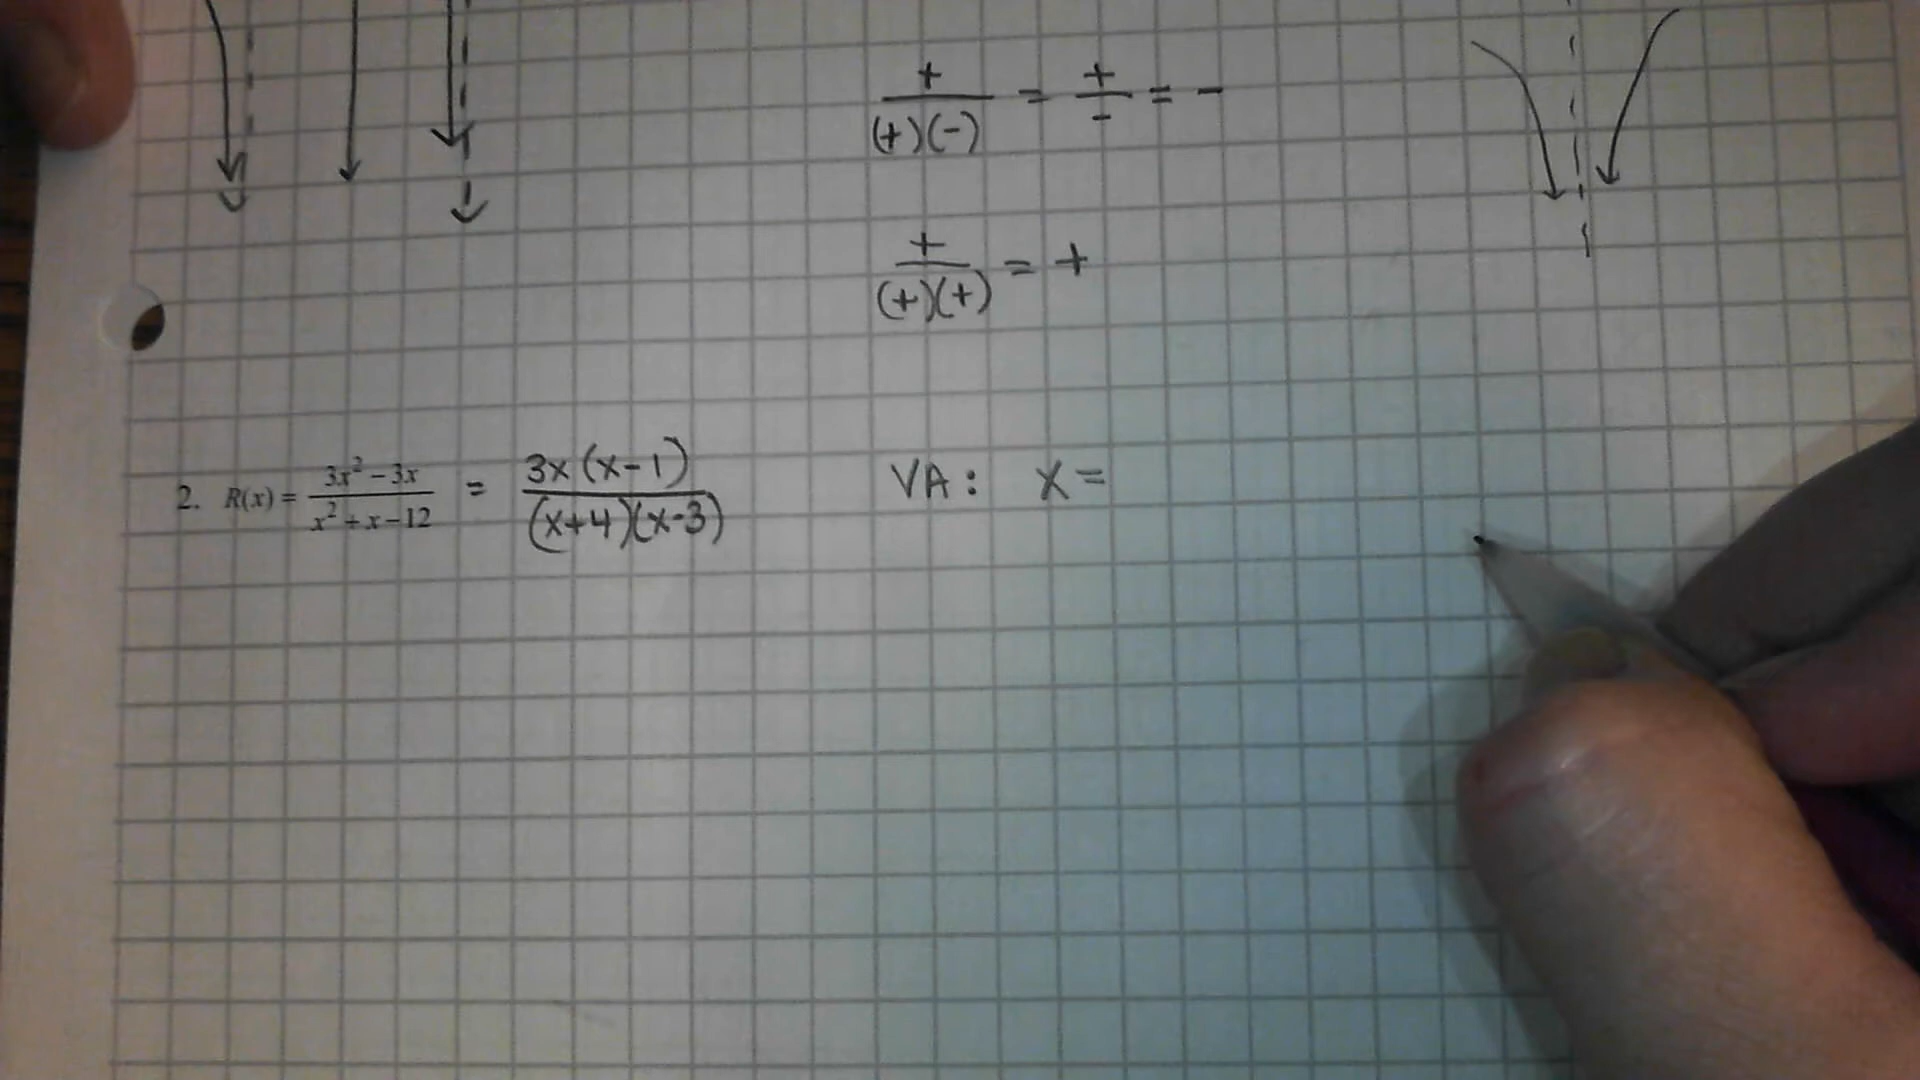 + / (+)(-) = + / - = -
+ / (+)(+) = +
2. R(x) = 3x² - 3x / x² + x - 12 = 3x(x-1) / (x+4)(x-3) VA: x =